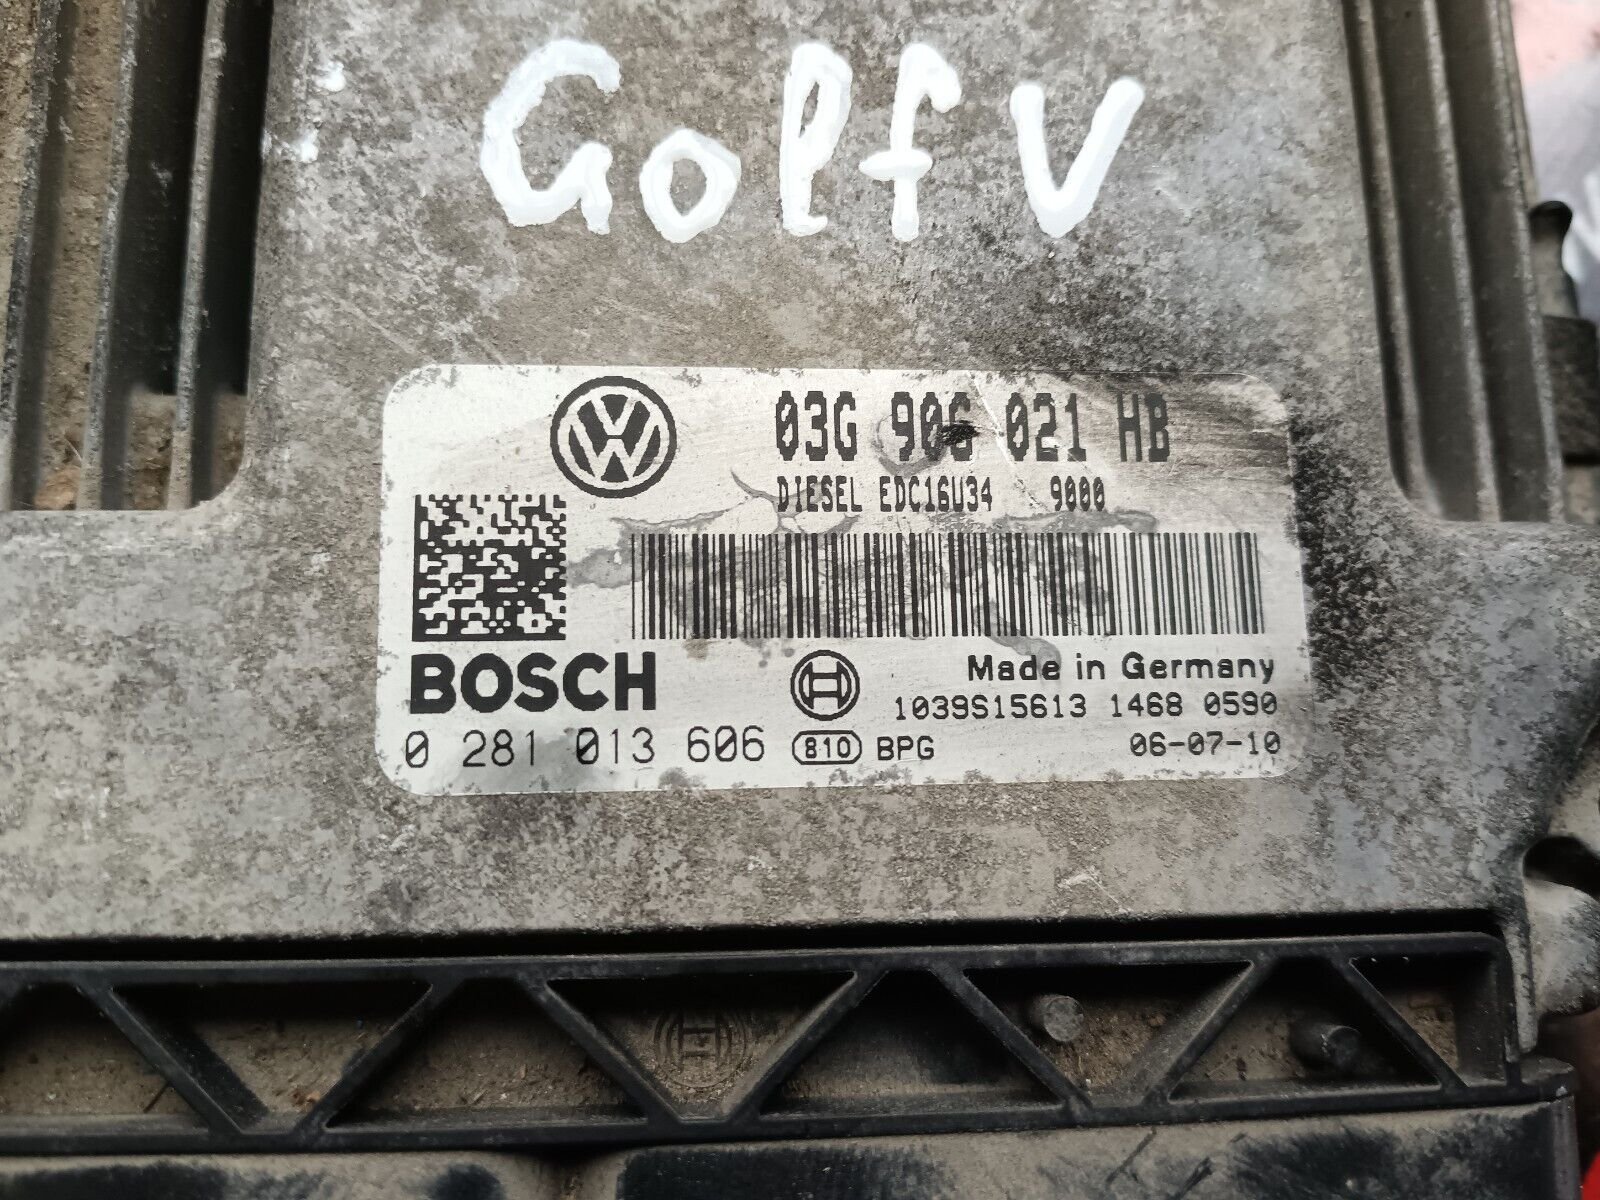 Golf V
03G 906 021 HB
DIESEL EDC16U34 9000
BOSCH
Made in Germany
1039S15613 1468 0590
0 281 013 606 810 BPG 06-07-10